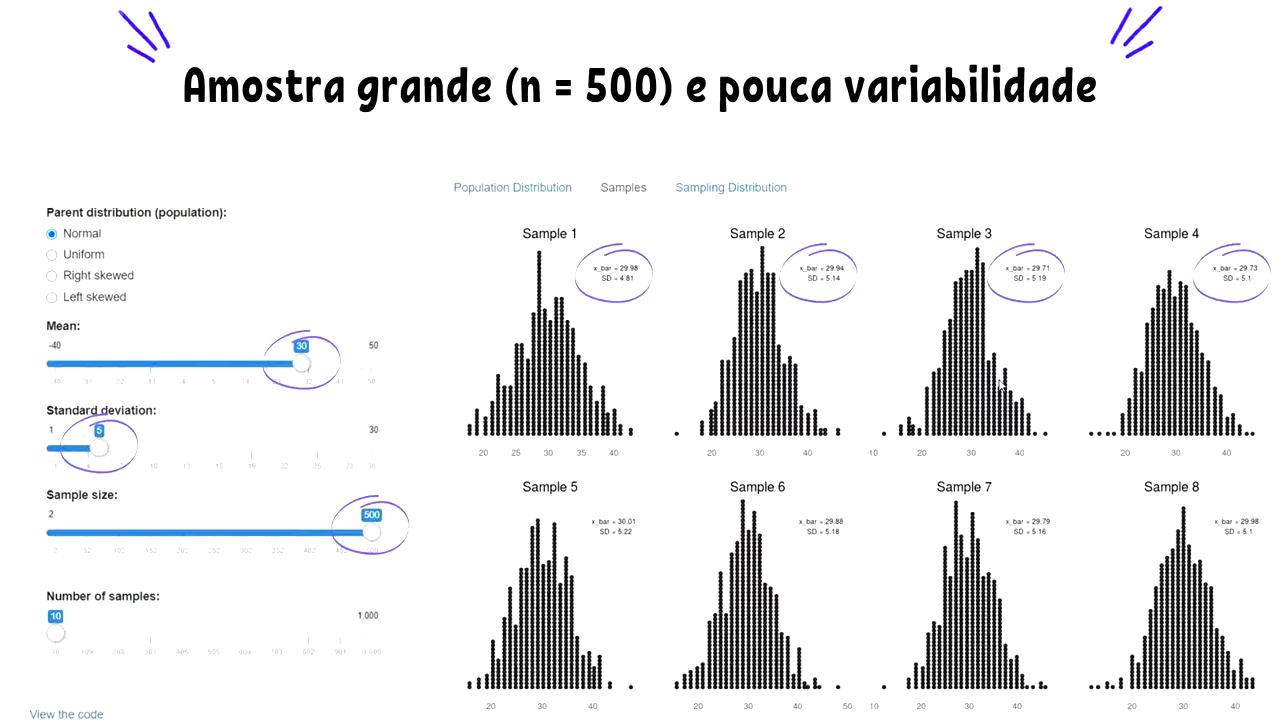 Amostra grande (n = 500) e pouca variabilidade
Population Distribution Samples Sampling Distribution
Parent distribution (population):
Normal
Uniform
Right skewed
Left skewed
Mean:
-40 30 50
Standard deviation:
1 5 30
Sample size:
2 500
Number of samples:
10 1,000
View the code
Sample 1
x_bar = 29.98
SD = 4.81
20 25 30 35 40
Sample 2
x_bar = 29.94
SD = 5.14
20 30 40
Sample 3
x_bar = 29.71
SD = 5.19
10 20 30 40
Sample 4
x_bar = 29.73
SD = 5.1
20 30 40
Sample 5
x_bar = 30.01
SD = 5.22
20 30 40
Sample 6
x_bar = 29.88
SD = 5.18
20 30 40 50
Sample 7
x_bar = 29.79
SD = 5.16
10 20 30 40
Sample 8
x_bar = 29.98
SD = 5.1
20 30 40